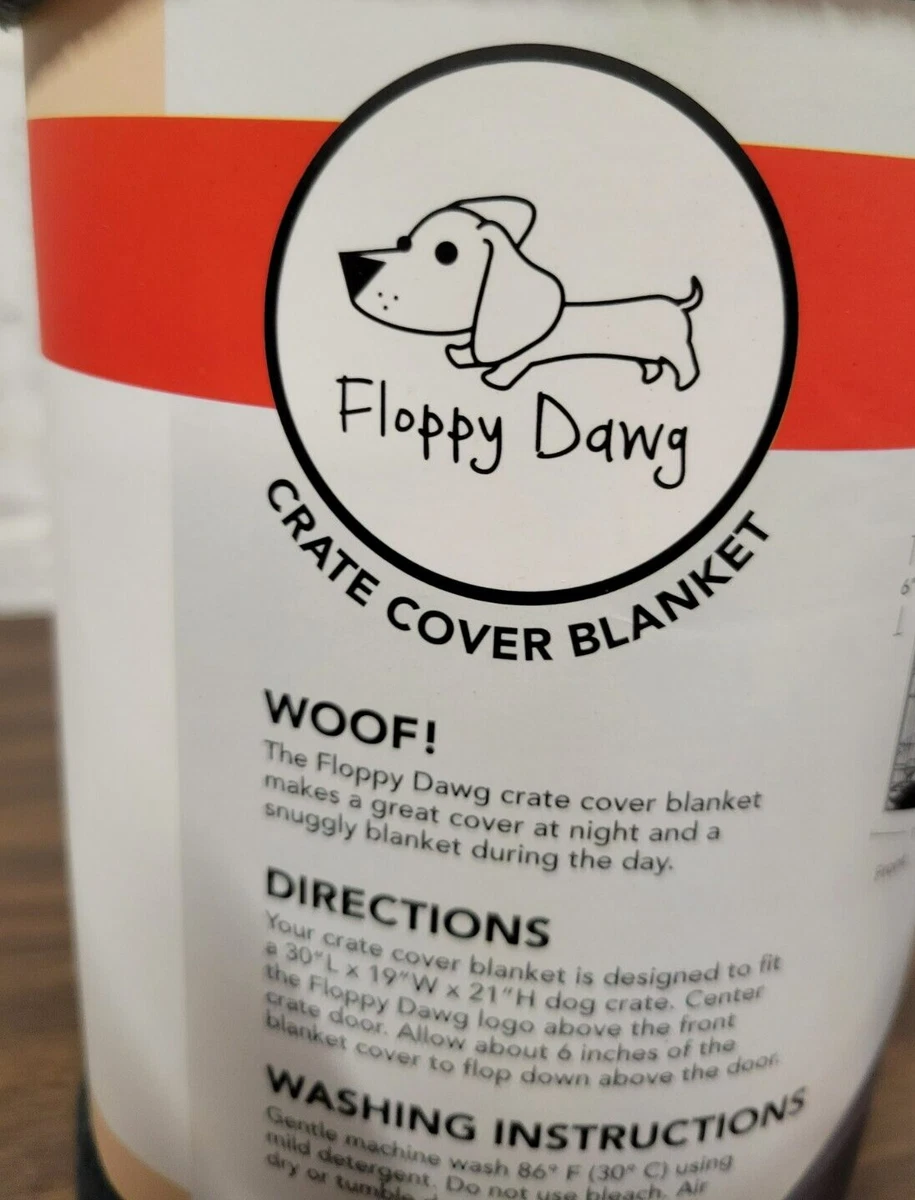 Floppy Dawg
CRATE COVER BLANKET
WOOF!
The Floppy Dawg crate cover blanket
makes a great cover at night and a
snuggly blanket during the day.
DIRECTIONS
Your crate cover blanket is designed to fit
a 30"L x 19"W x 21"H dog crate. Center
the Floppy Dawg logo above the front
crate door. Allow about 6 inches of the
blanket cover to flop down above the door.
WASHING INSTRUCTIONS
Gentle machine wash 86° F (30° C) using
mild detergent. Do not use bleach. Air
dry or tumble